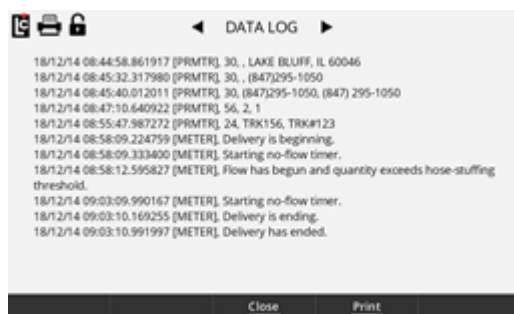 LC
DATA LOG
18/12/14 08:44:58.861917 [PRMTR], 30, , LAKE BLUFF, IL 60046
18/12/14 08:45:32.317980 [PRMTR], 30, , (847)295-1050
18/12/14 08:45:40.012011 [PRMTR], 30, (847)295-1050, (847) 295-1050
18/12/14 08:47:10.640922 [PRMTR], 56, 2, 1
18/12/14 08:55:47.987272 [PRMTR], 24, TRK156, TRK#123
18/12/14 08:58:09.224759 [METER], Delivery is beginning.
18/12/14 08:58:09.333400 [METER], Starting no-flow timer.
18/12/14 08:58:12.595827 [METER], Flow has begun and quantity exceeds hose-stuffing
threshold.
18/12/14 09:03:09.990167 [METER], Starting no-flow timer.
18/12/14 09:03:10.169255 [METER], Delivery is ending.
18/12/14 09:03:10.991997 [METER], Delivery has ended.
Close Print